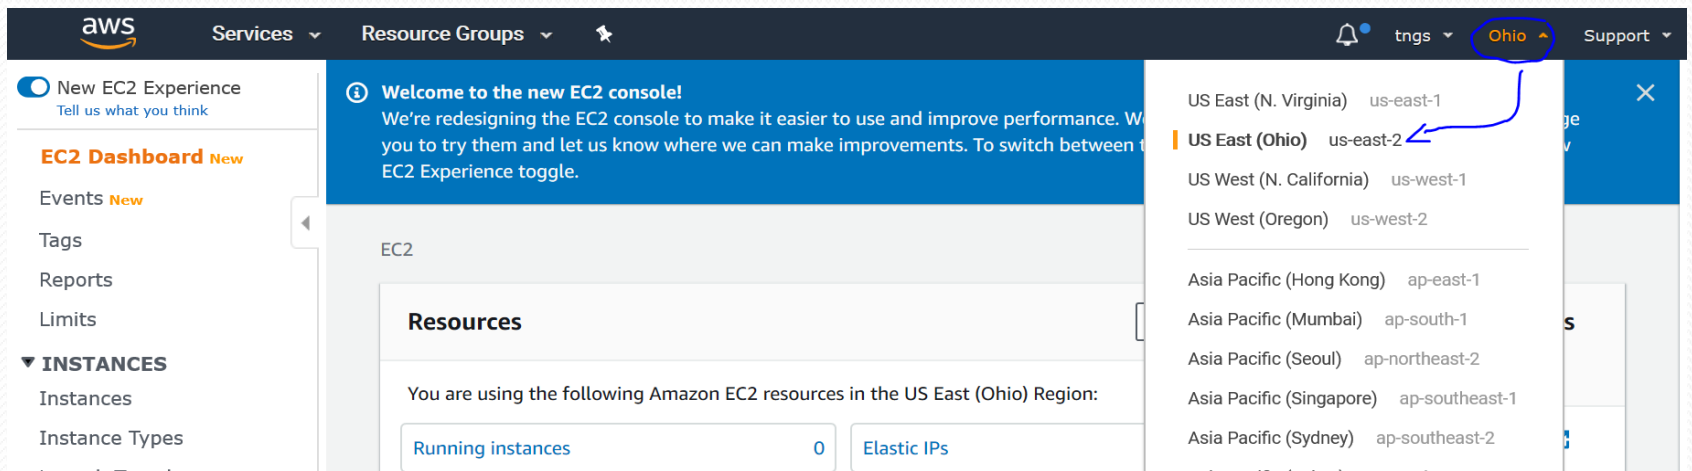 aws Services Resource Groups tngs Ohio Support
New EC2 Experience
Tell us what you think
EC2 Dashboard New
Events New
Tags
Reports
Limits
INSTANCES
Instances
Instance Types
Welcome to the new EC2 console!
We're redesigning the EC2 console to make it easier to use and improve performance.
you to try them and let us know where we can make improvements. To switch between
EC2 Experience toggle.
EC2
Resources
You are using the following Amazon EC2 resources in the US East (Ohio) Region:
Running instances 0
Elastic IPs
US East (N. Virginia) us-east-1
US East (Ohio) us-east-2
US West (N. California) us-west-1
US West (Oregon) us-west-2
Asia Pacific (Hong Kong) ap-east-1
Asia Pacific (Mumbai) ap-south-1
Asia Pacific (Seoul) ap-northeast-2
Asia Pacific (Singapore) ap-southeast-1
Asia Pacific (Sydney) ap-southeast-2